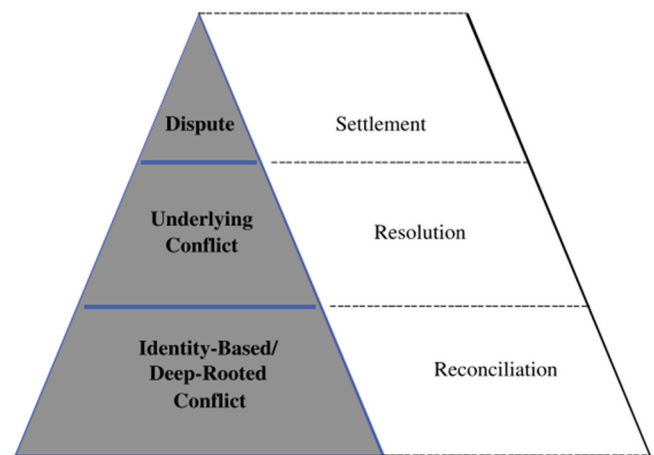 Dispute
Settlement
Underlying
Conflict
Resolution
Identity-Based/
Deep-Rooted
Conflict
Reconciliation